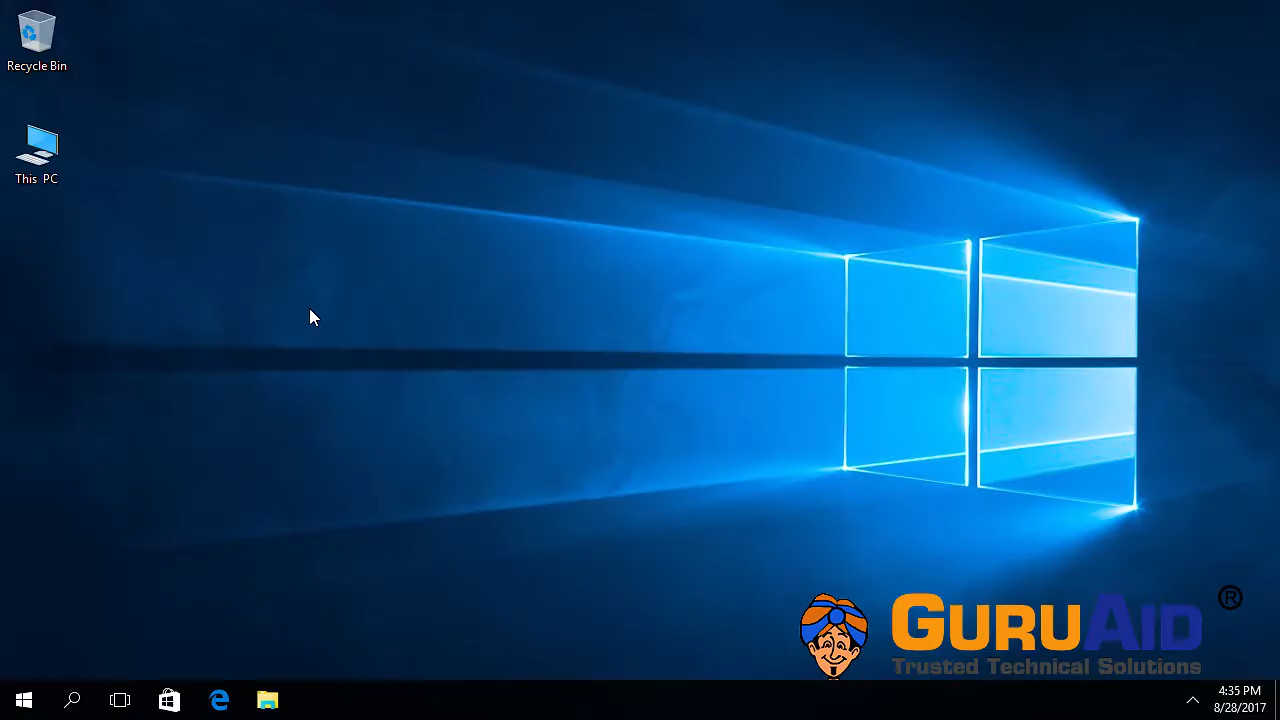 Recycle Bin
This PC
®
GURUAID
Trusted Technical Solutions
4:35 PM
8/28/2017